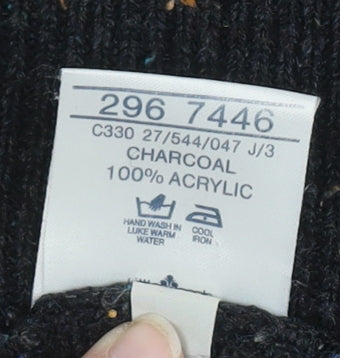 296 7446
C330 27/544/047 J/3
CHARCOAL
100% ACRYLIC
HAND WASH IN
LUKE WARM
WATER
COOL
IRON